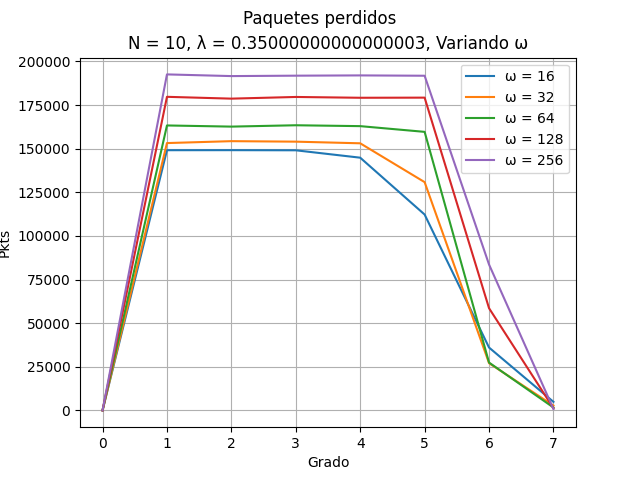 Paquetes perdidos
N = 10, λ = 0.35000000000000003, Variando ω
200000
175000
150000
125000
100000
75000
50000
25000
0
Pkts
ω = 16
ω = 32
ω = 64
ω = 128
ω = 256
0 1 2 3 4 5 6 7
Grado